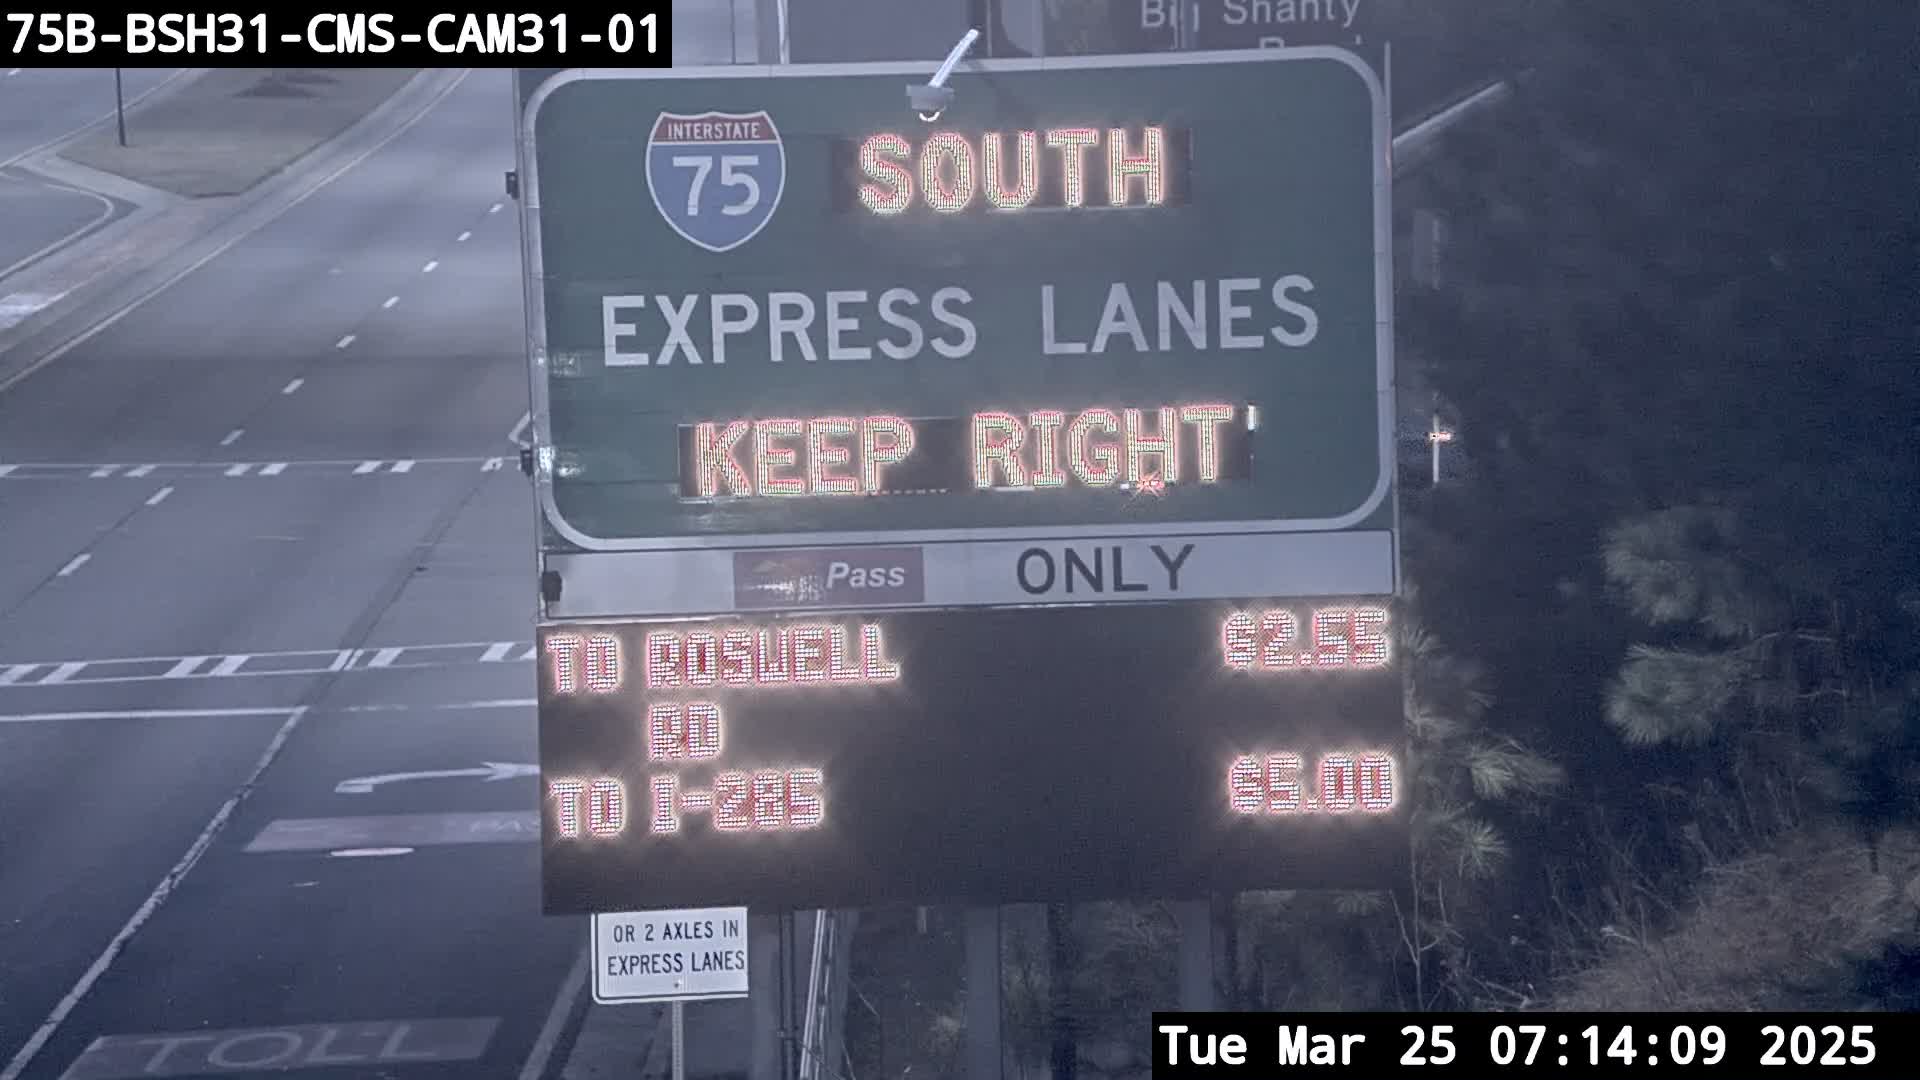 75B-BSH31-CMS-CAM31-01
Shanty
INTERSTATE
75
SOUTH
EXPRESS LANES
KEEP RIGHT
Pass ONLY
TO ROSWELL $2.55
RD
TO I-285 $5.00
OR 2 AXLES IN
EXPRESS LANES
TOLL
Tue Mar 25 07:14:09 2025